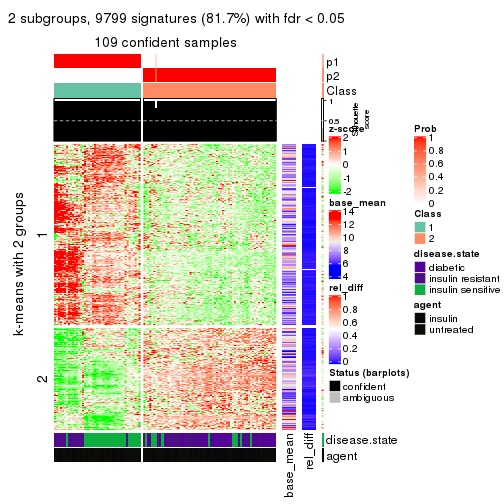 2 subgroups, 9799 signatures (81.7%) with fdr < 0.05
109 confident samples
p1
p2
Class
1
0.5
0
Silhouette
score
k-means with 2 groups
1
2
z-score
2
1
0
-1
-2
base_mean
14
12
10
8
6
4
rel_diff
1
0.8
0.6
0.4
0.2
0
Status (barplots)
confident
ambiguous
Prob
1
0.8
0.6
0.4
0.2
0
Class
1
2
disease.state
diabetic
insulin resistant
insulin sensitive
agent
insulin
untreated
disease.state
agent
base_mean
rel_diff